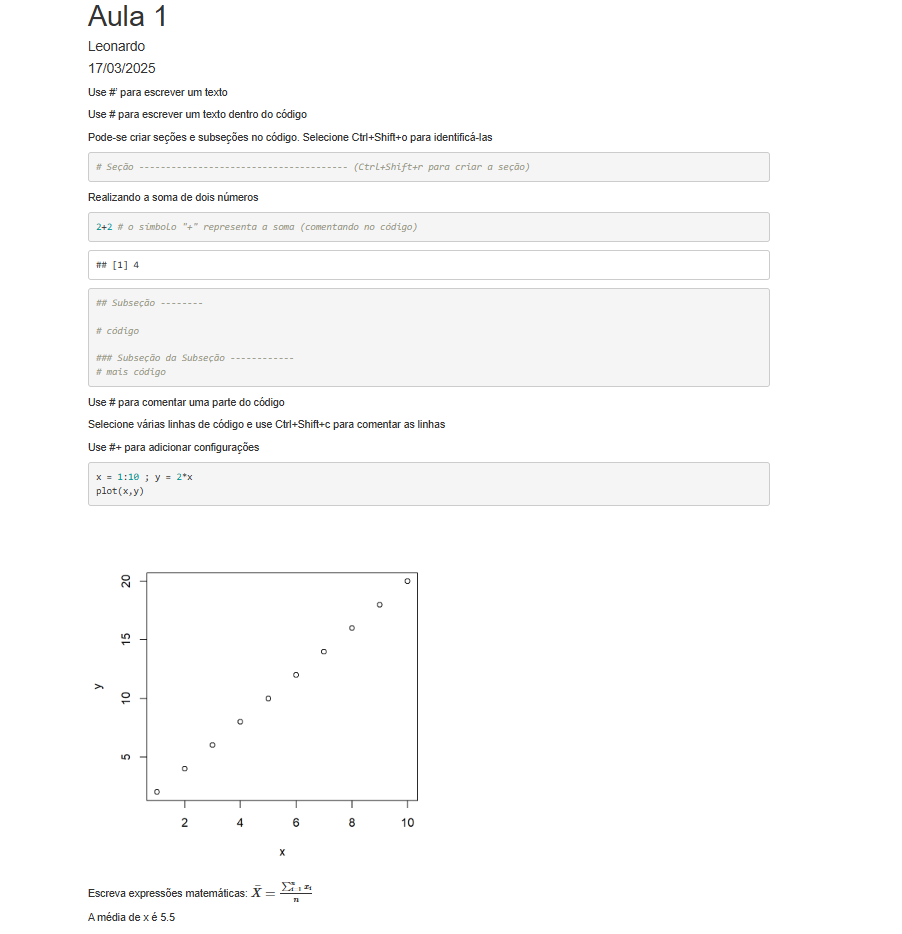 Aula 1
Leonardo
17/03/2025
Use #' para escrever um texto
Use # para escrever um texto dentro do código
Pode-se criar seções e subseções no código. Selecione Ctrl+Shift+o para identificá-las
# Seção --------------------------------------- (Ctrl+Shift+r para criar a seção)
Realizando a soma de dois números
2+2 # o símbolo "+" representa a soma (comentando no código)
## [1] 4
## Subseção --------
# código
### Subseção da Subseção ------------
# mais código
Use # para comentar uma parte do código
Selecione várias linhas de código e use Ctrl+Shift+c para comentar as linhas
Use #+ para adicionar configurações
x = 1:10 ; y = 2*x
plot(x,y)
20
15
10
5
y
2 4 6 8 10
x
Escreva expressões matemáticas: X̄ = ∑ⁿᵢ₌₁ xᵢ / n
A média de x é 5.5